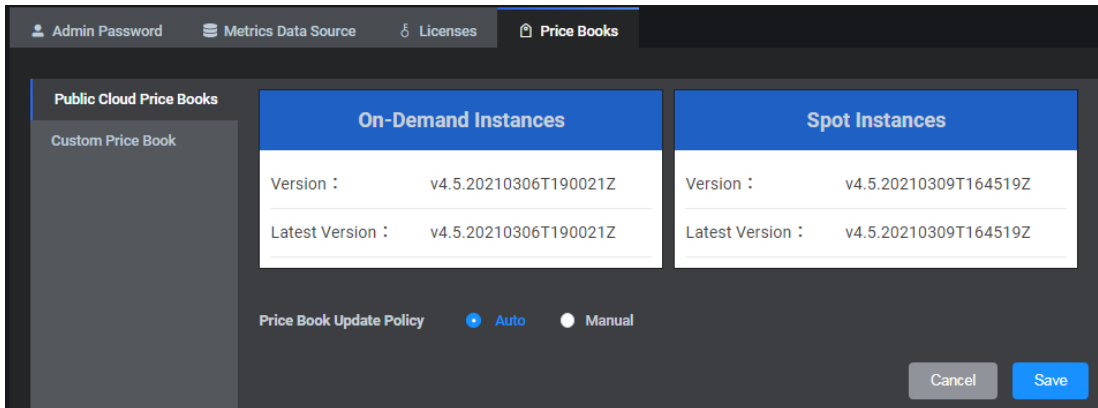 Admin Password Metrics Data Source Licenses Price Books
Public Cloud Price Books
Custom Price Book
On-Demand Instances
Version： v4.5.20210306T190021Z
Latest Version： v4.5.20210306T190021Z
Spot Instances
Version： v4.5.20210309T164519Z
Latest Version： v4.5.20210309T164519Z
Price Book Update Policy Auto Manual
Cancel Save